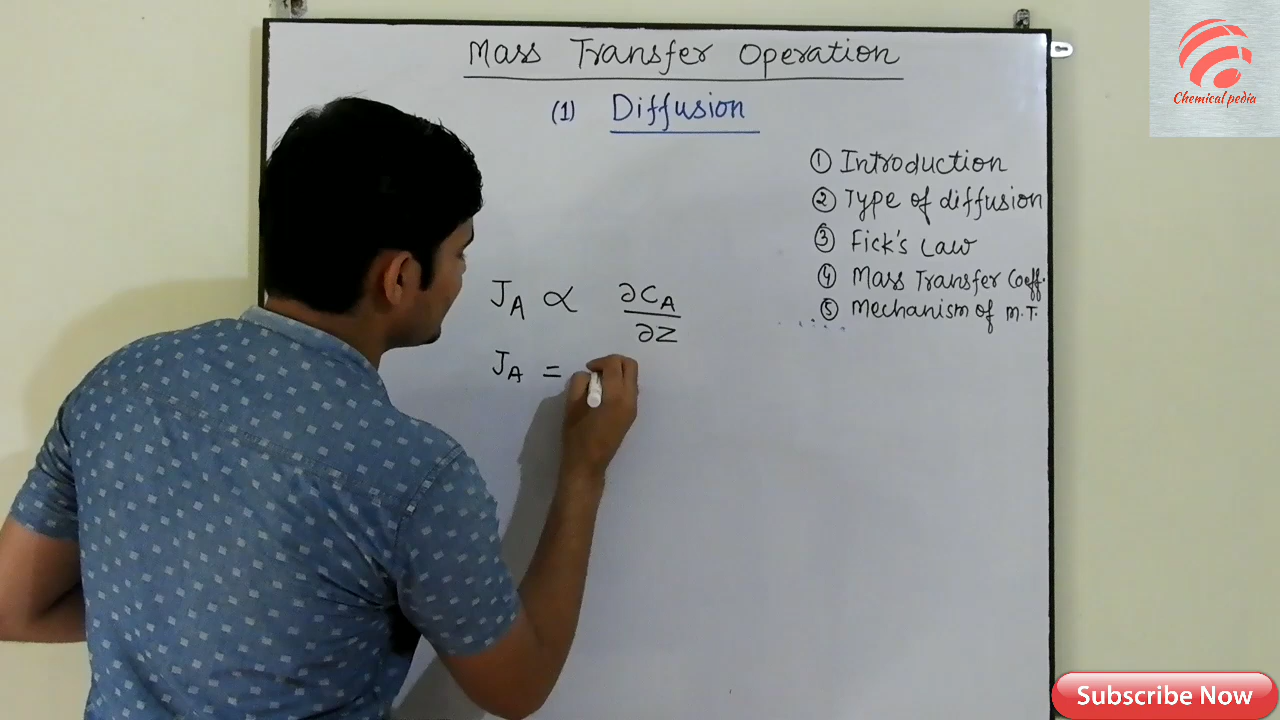 Mass Transfer Operation
(1) Diffusion
① Introduction
② Type of diffusion
③ Fick's Law
④ Mass Transfer Coeff.
⑤ Mechanism of M.T.
J_A ∝ ∂C_A/∂Z
J_A =
Chemical pedia
Subscribe Now